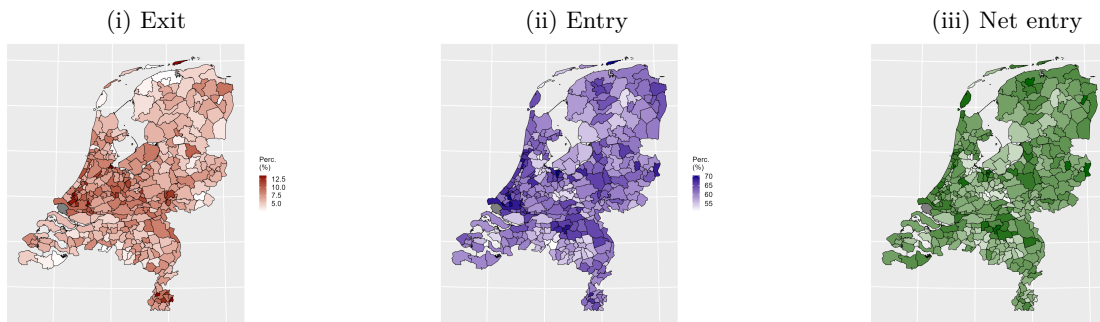 (i) Exit
(ii) Entry
(iii) Net entry
Perc.
(%)
12.5
10.0
7.5
5.0
Perc.
(%)
70
65
60
55